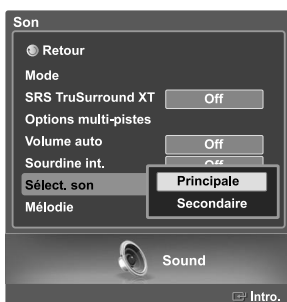 Son
Retour
Mode
SRS TruSurround XT Off
Options multi-pistes
Volume auto Off
Sourdine int. Off
Sélect. son Principale
Secondaire
Mélodie
Sound
Intro.